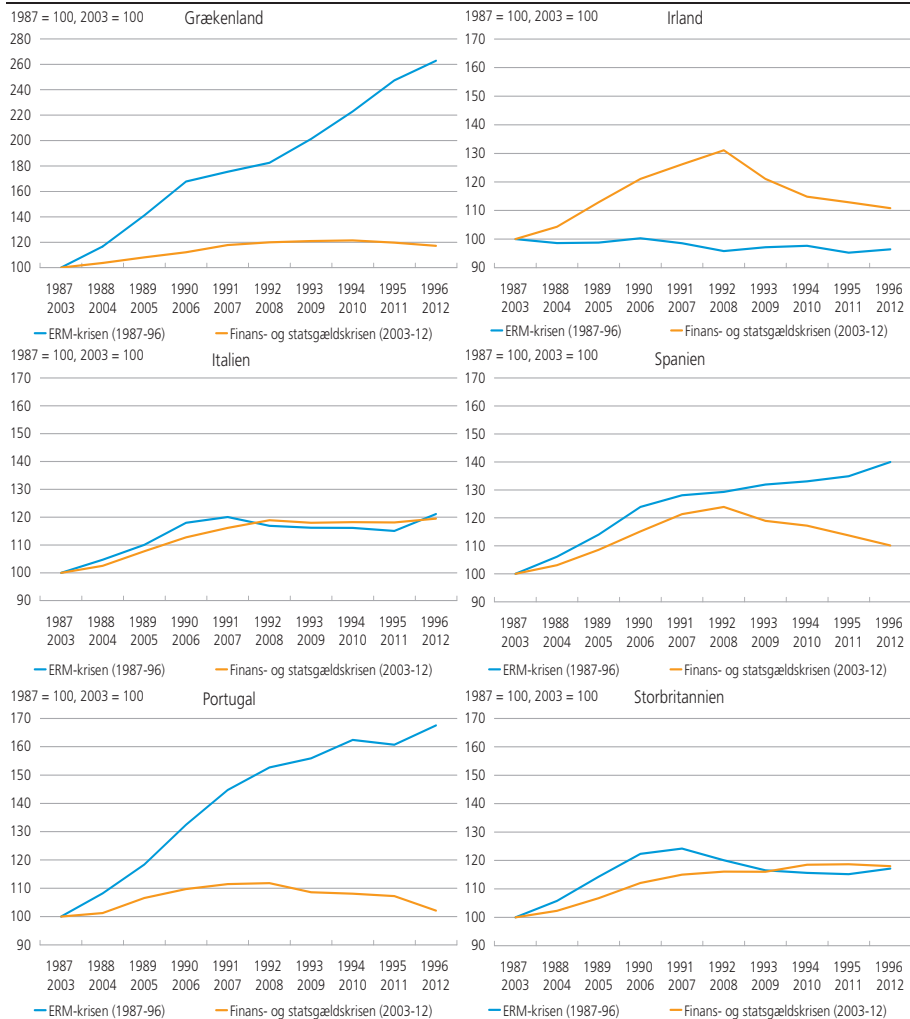 1987 = 100, 2003 = 100
Grækenland
280
260
240
220
200
180
160
140
120
100
1987 1988 1989 1990 1991 1992 1993 1994 1995 1996
2003 2004 2005 2006 2007 2008 2009 2010 2011 2012
ERM-krisen (1987-96) Finans- og statsgældskrisen (2003-12)
1987 = 100, 2003 = 100
Irland
170
160
150
140
130
120
110
100
90
1987 1988 1989 1990 1991 1992 1993 1994 1995 1996
2003 2004 2005 2006 2007 2008 2009 2010 2011 2012
ERM-krisen (1987-96) Finans- og statsgældskrisen (2003-12)
1987 = 100, 2003 = 100
Italien
170
160
150
140
130
120
110
100
90
1987 1988 1989 1990 1991 1992 1993 1994 1995 1996
2003 2004 2005 2006 2007 2008 2009 2010 2011 2012
ERM-krisen (1987-96) Finans- og statsgældskrisen (2003-12)
1987 = 100, 2003 = 100
Spanien
170
160
150
140
130
120
110
100
90
1987 1988 1989 1990 1991 1992 1993 1994 1995 1996
2003 2004 2005 2006 2007 2008 2009 2010 2011 2012
ERM-krisen (1987-96) Finans- og statsgældskrisen (2003-12)
1987 = 100, 2003 = 100
Portugal
170
160
150
140
130
120
110
100
90
1987 1988 1989 1990 1991 1992 1993 1994 1995 1996
2003 2004 2005 2006 2007 2008 2009 2010 2011 2012
ERM-krisen (1987-96) Finans- og statsgældskrisen (2003-12)
1987 = 100, 2003 = 100
Storbritannien
170
160
150
140
130
120
110
100
90
1987 1988 1989 1990 1991 1992 1993 1994 1995 1996
2003 2004 2005 2006 2007 2008 2009 2010 2011 2012
ERM-krisen (1987-96) Finans- og statsgældskrisen (2003-12)